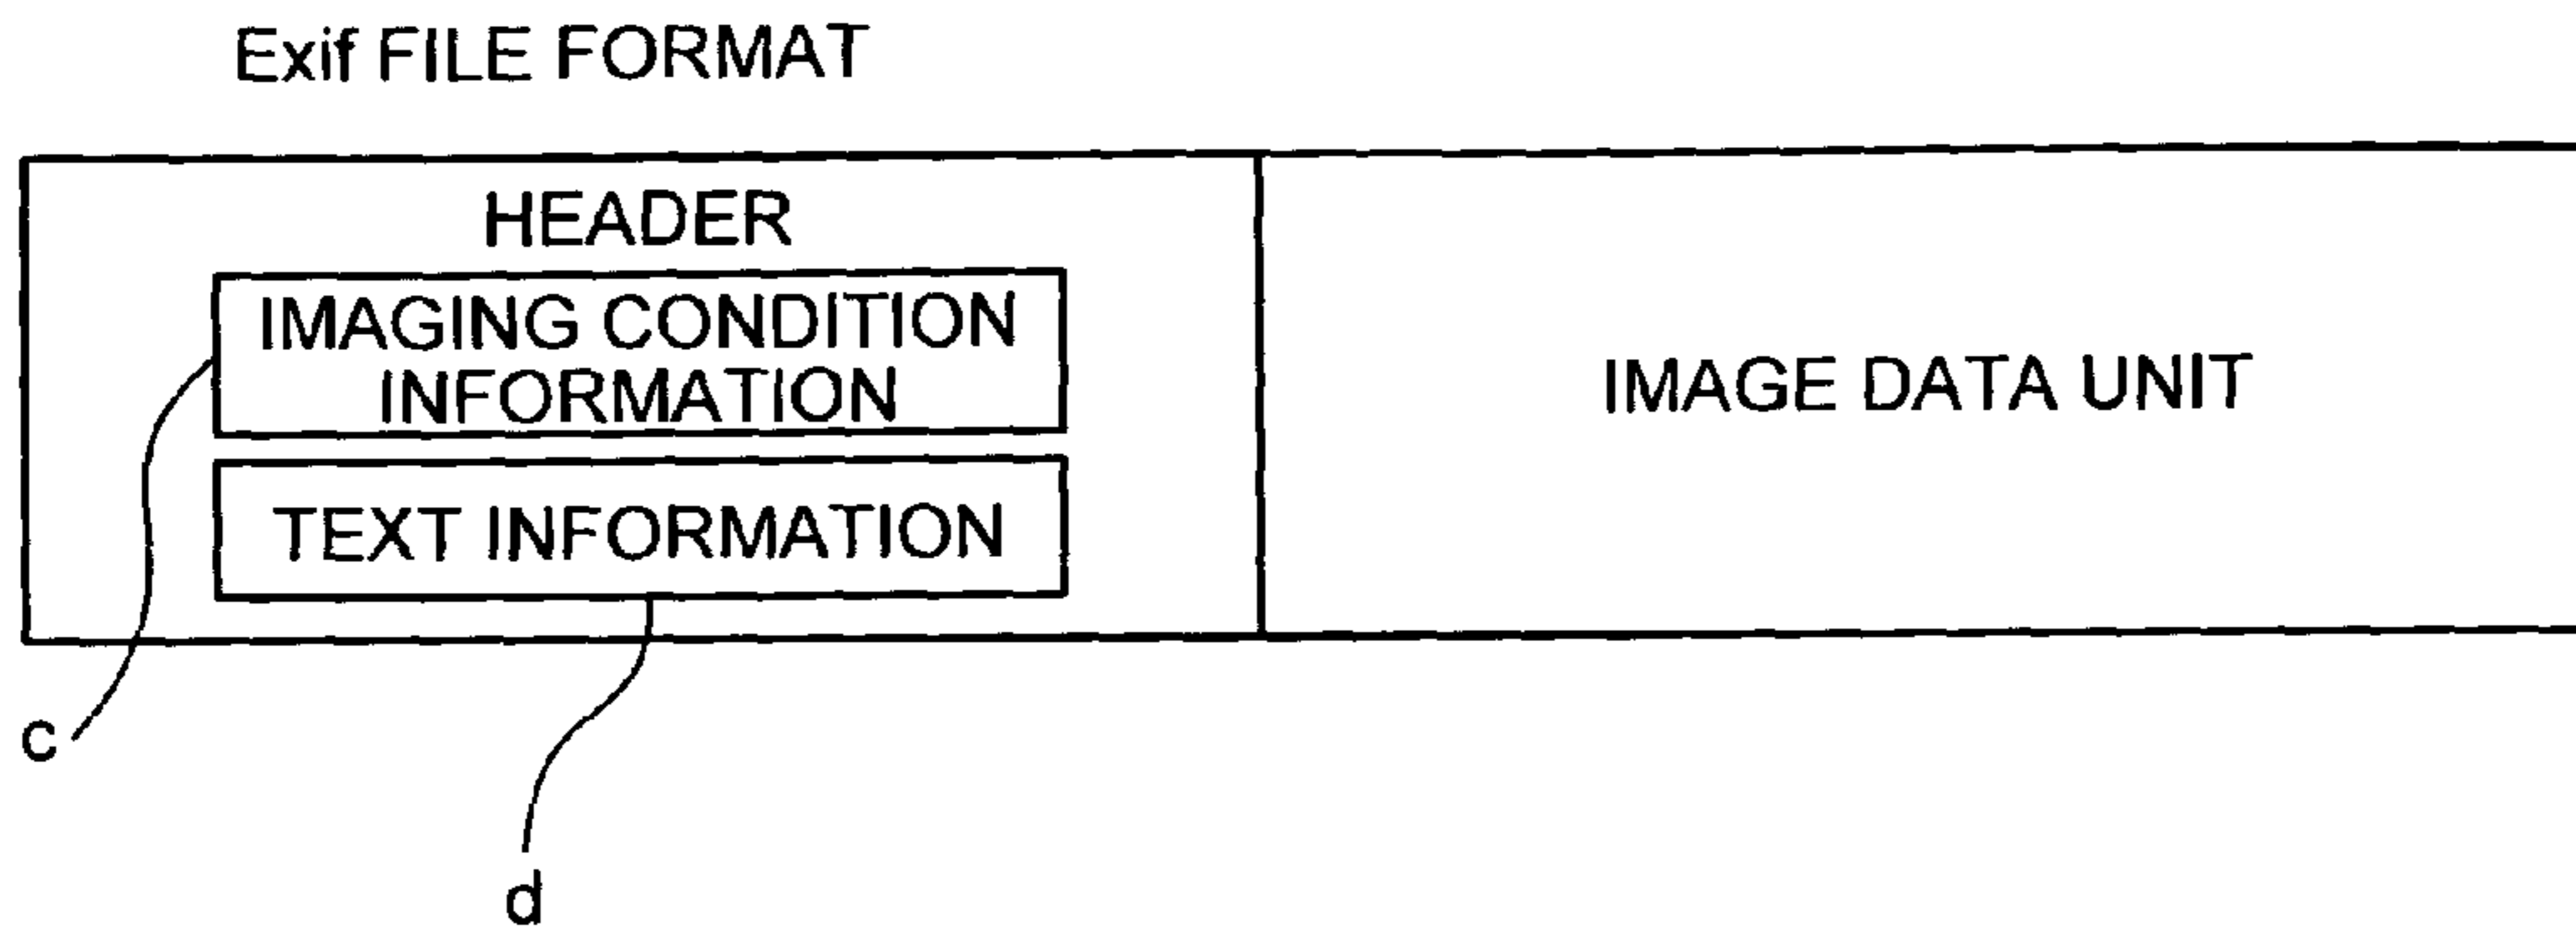 Exif FILE FORMAT
HEADER
IMAGING CONDITION
INFORMATION
TEXT INFORMATION
IMAGE DATA UNIT
c
d